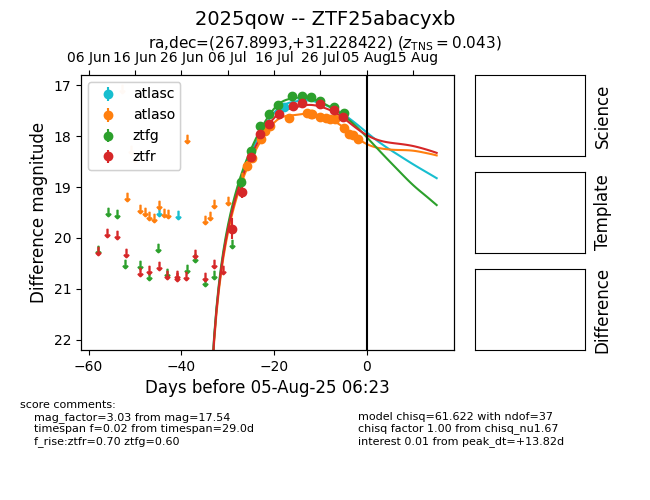 2025qow -- ZTF25abacyxb
ra,dec=(267.8993,+31.228422) (z_TNS = 0.043)
06 Jun 16 Jun 26 Jun 06 Jul 16 Jul 26 Jul 05 Aug 15 Aug
atlasc
atlaso
ztfg
ztfr
17
18
19
20
21
22
Difference magnitude
−60 −40 −20 0
Days before 05-Aug-25 06:23
Science
Template
Difference
score comments:
mag_factor=3.03 from mag=17.54
timespan f=0.02 from timespan=29.0d
f_rise:ztfr=0.70 ztfg=0.60
model chisq=61.622 with ndof=37
chisq factor 1.00 from chisq_nu1.67
interest 0.01 from peak_dt=+13.82d